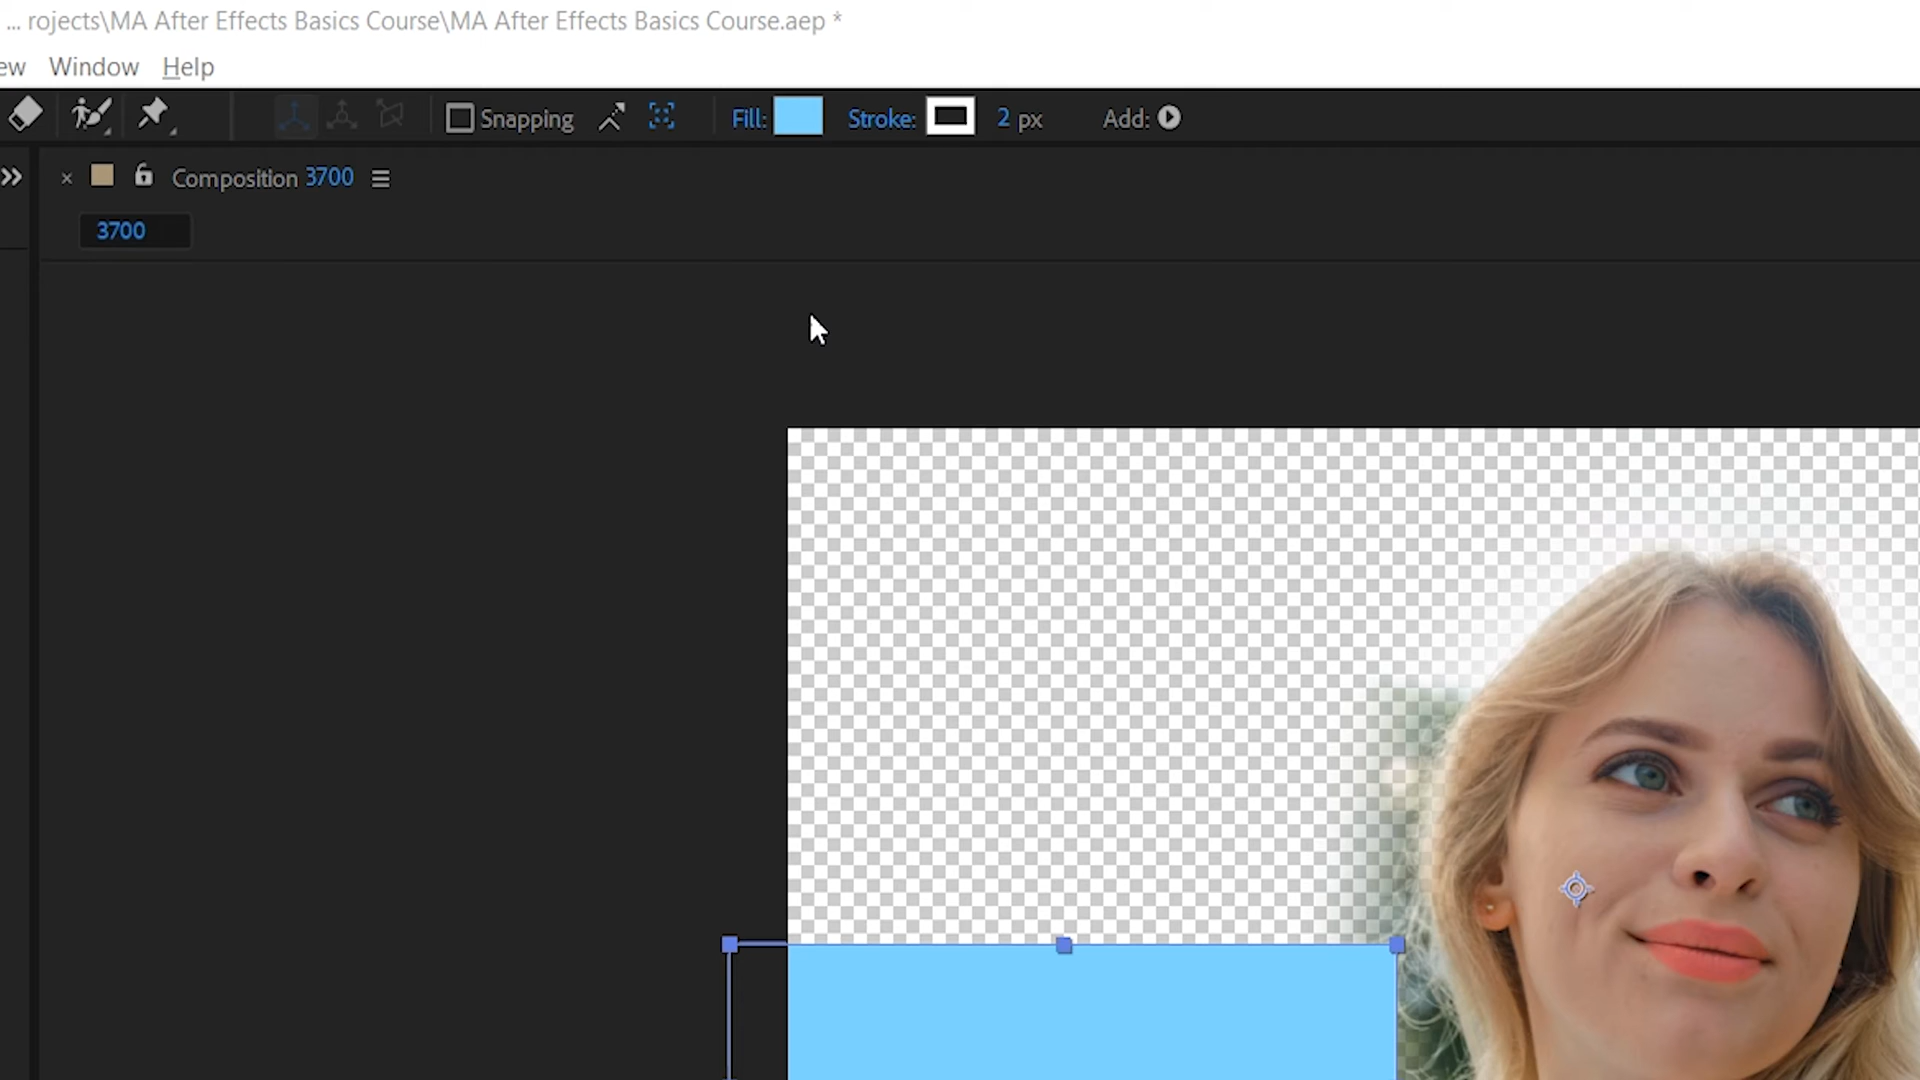 ... rojects\MA After Effects Basics Course\MA After Effects Basics Course.aep *
ew Window Help
Snapping Fill: Stroke: 2 px Add:
Composition 3700
3700